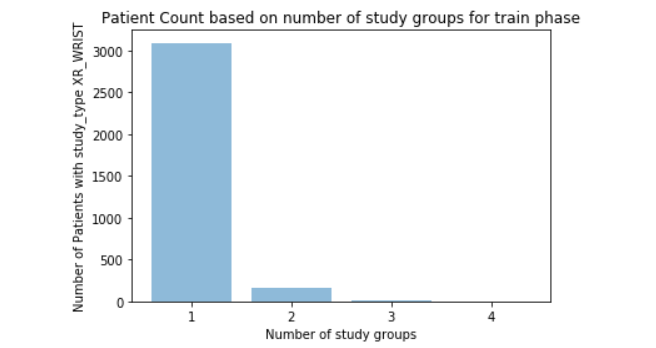 Patient Count based on number of study groups for train phase
Number of Patients with study_type XR_WRIST
3000
2500
2000
1500
1000
500
0
1 2 3 4
Number of study groups